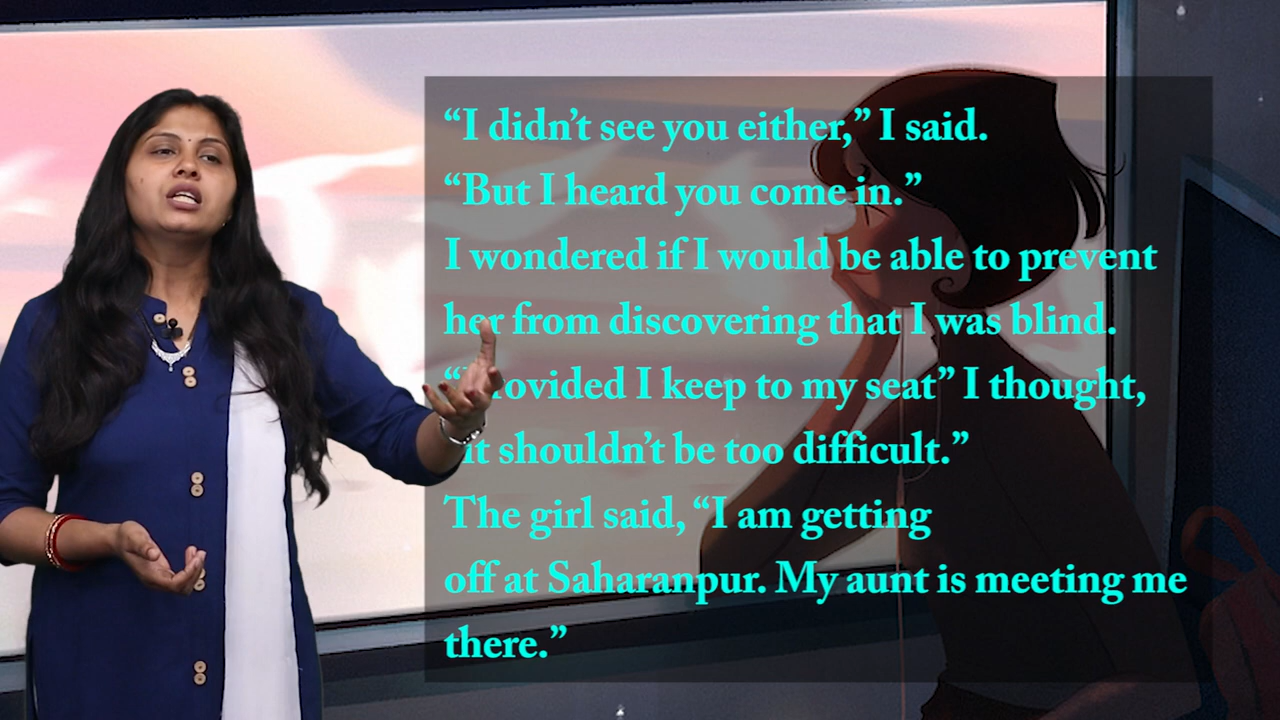 “I didn’t see you either,” I said.
“But I heard you come in.”
I wondered if I would be able to prevent
her from discovering that I was blind.
“Provided I keep to my seat” I thought,
it shouldn’t be too difficult.”
The girl said, “I am getting
off at Saharanpur. My aunt is meeting me
there.”